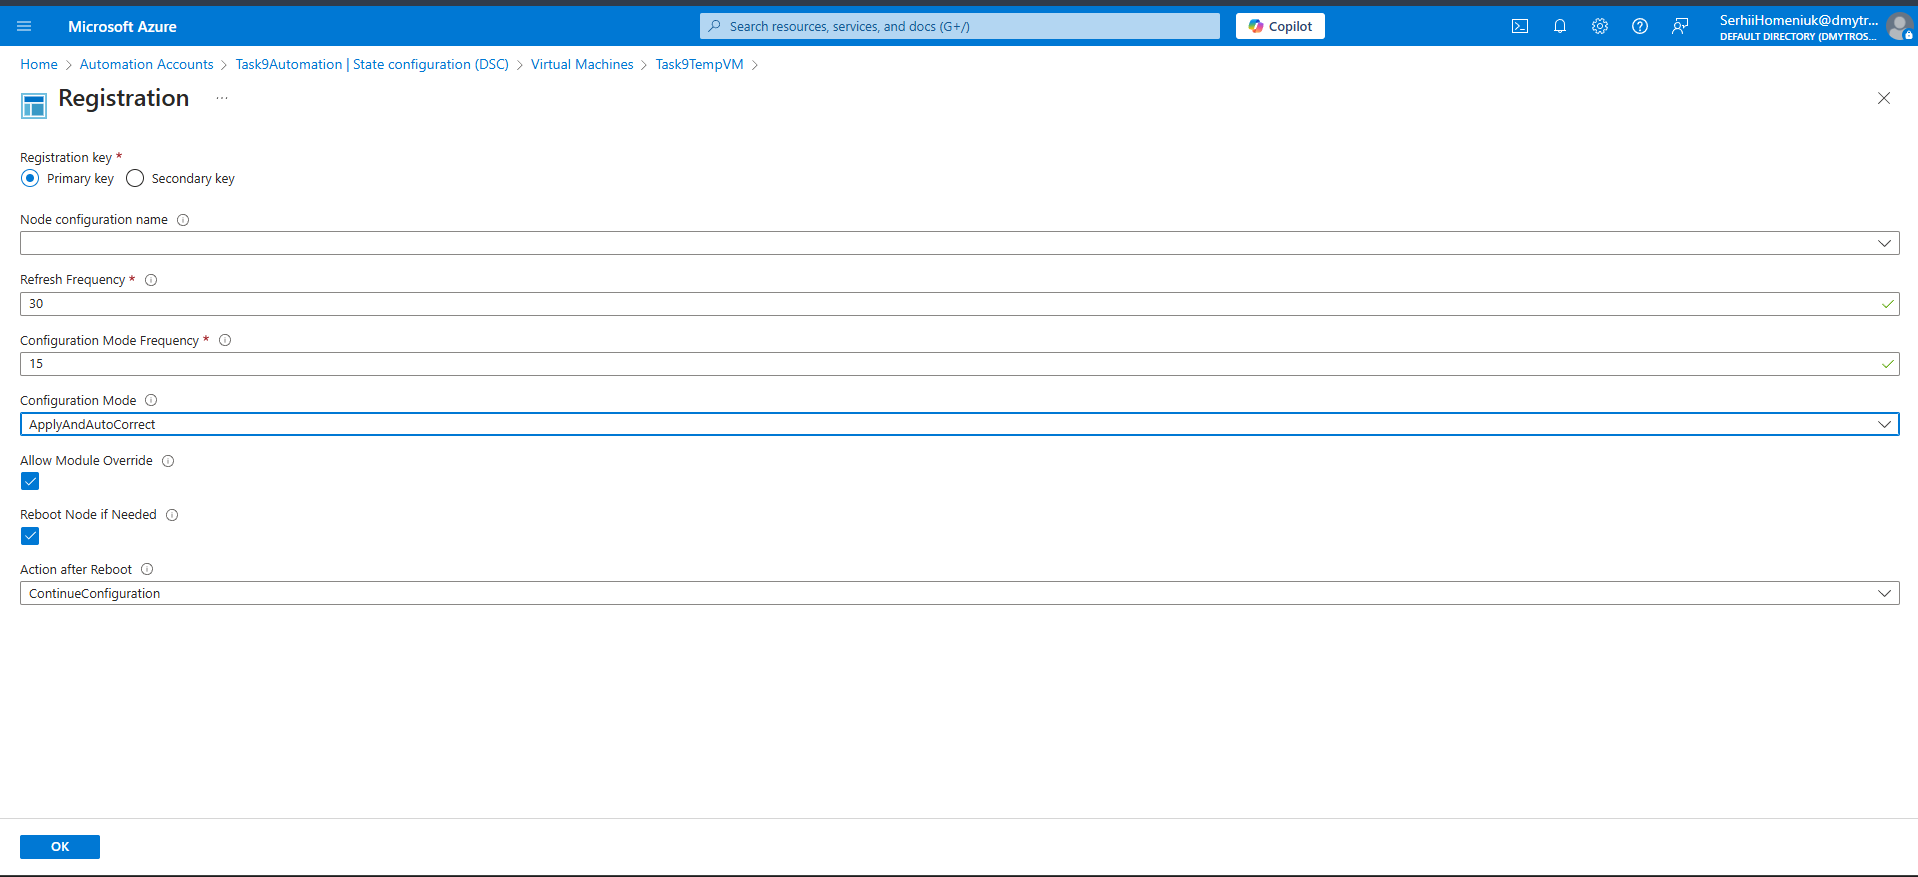 Microsoft Azure
Search resources, services, and docs (G+/)
Copilot
SerhiiHomeniuk@dmytr...
DEFAULT DIRECTORY (DMYTROS...
Home > Automation Accounts > Task9Automation | State configuration (DSC) > Virtual Machines > Task9TempVM >
Registration ...
Registration key *
Primary key Secondary key
Node configuration name
Refresh Frequency *
30
Configuration Mode Frequency *
15
Configuration Mode
ApplyAndAutoCorrect
Allow Module Override
Reboot Node if Needed
Action after Reboot
ContinueConfiguration
OK